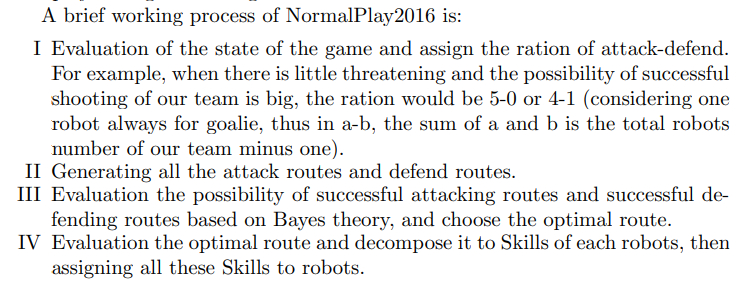 A brief working process of NormalPlay2016 is:
I Evaluation of the state of the game and assign the ration of attack-defend.
For example, when there is little threatening and the possibility of successful
shooting of our team is big, the ration would be 5-0 or 4-1 (considering one
robot always for goalie, thus in a-b, the sum of a and b is the total robots
number of our team minus one).
II Generating all the attack routes and defend routes.
III Evaluation the possibility of successful attacking routes and successful de-
fending routes based on Bayes theory, and choose the optimal route.
IV Evaluation the optimal route and decompose it to Skills of each robots, then
assigning all these Skills to robots.